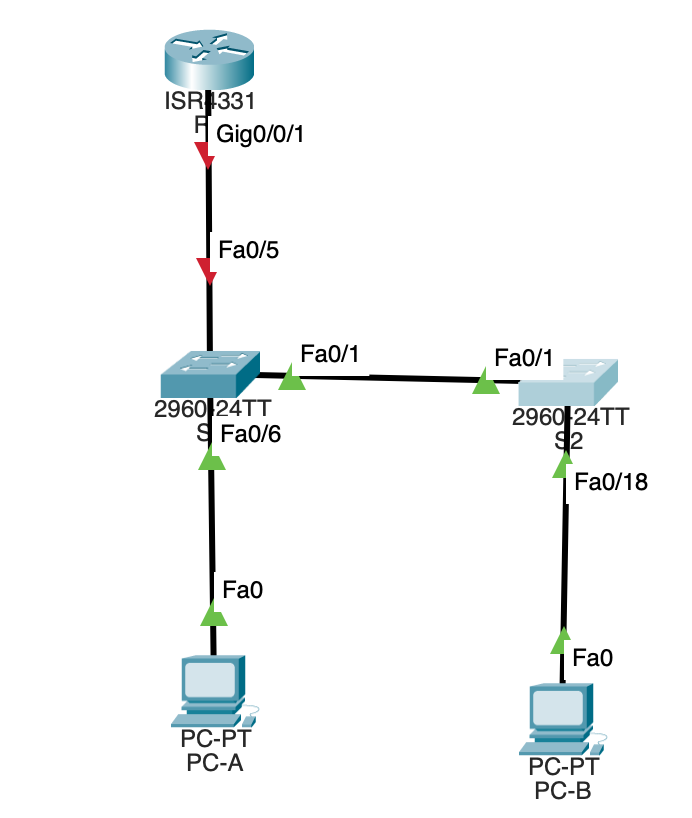 ISR4331
Gig0/0/1
Fa0/5
Fa0/1
Fa0/1
2960-24TT
2960-24TT
S
S2
Fa0/6
Fa0/18
Fa0
Fa0
PC-PT
PC-A
PC-PT
PC-B